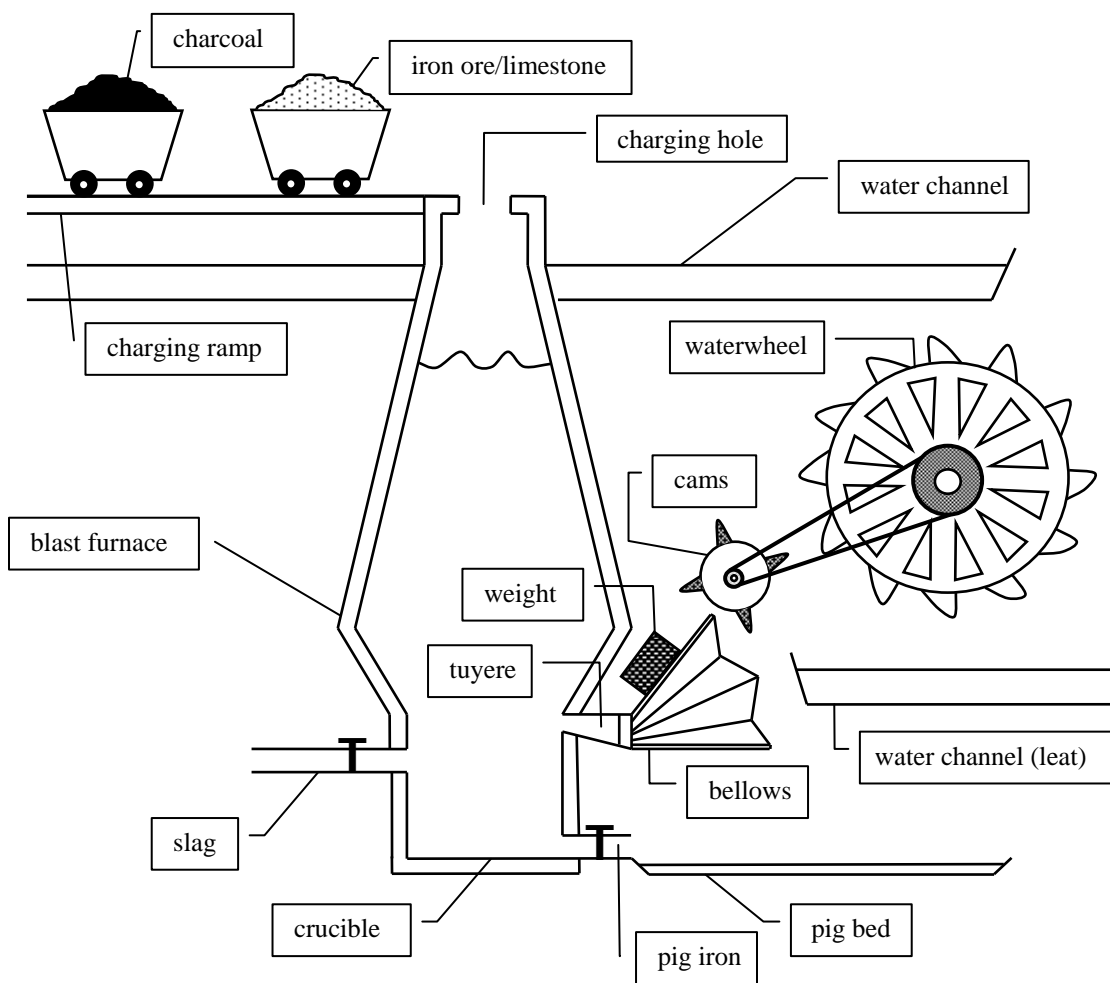 charcoal
iron ore/limestone
charging hole
water channel
charging ramp
waterwheel
cams
blast furnace
weight
tuyere
water channel (leat)
bellows
slag
crucible
pig bed
pig iron